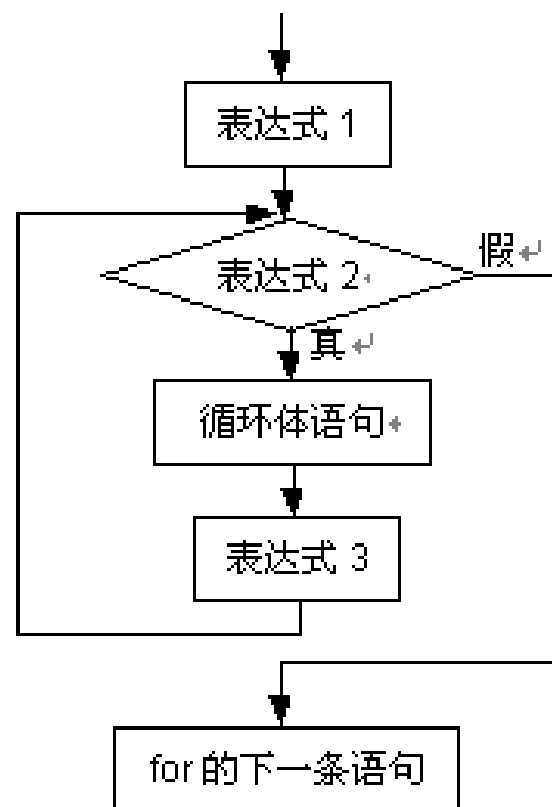 表达式 1
表达式 2
假
真
循环体语句
表达式 3
for 的下一条语句